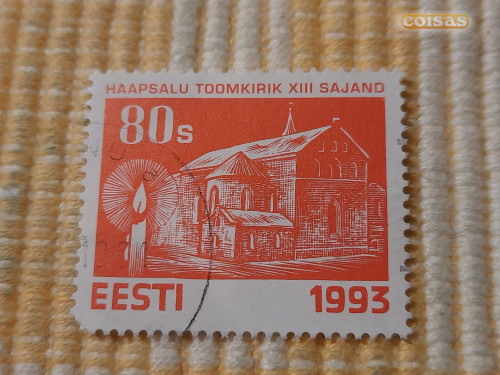 coisas
HAAPSALU TOOMKIRIK XIII SAJAND
80s
EESTI 1993